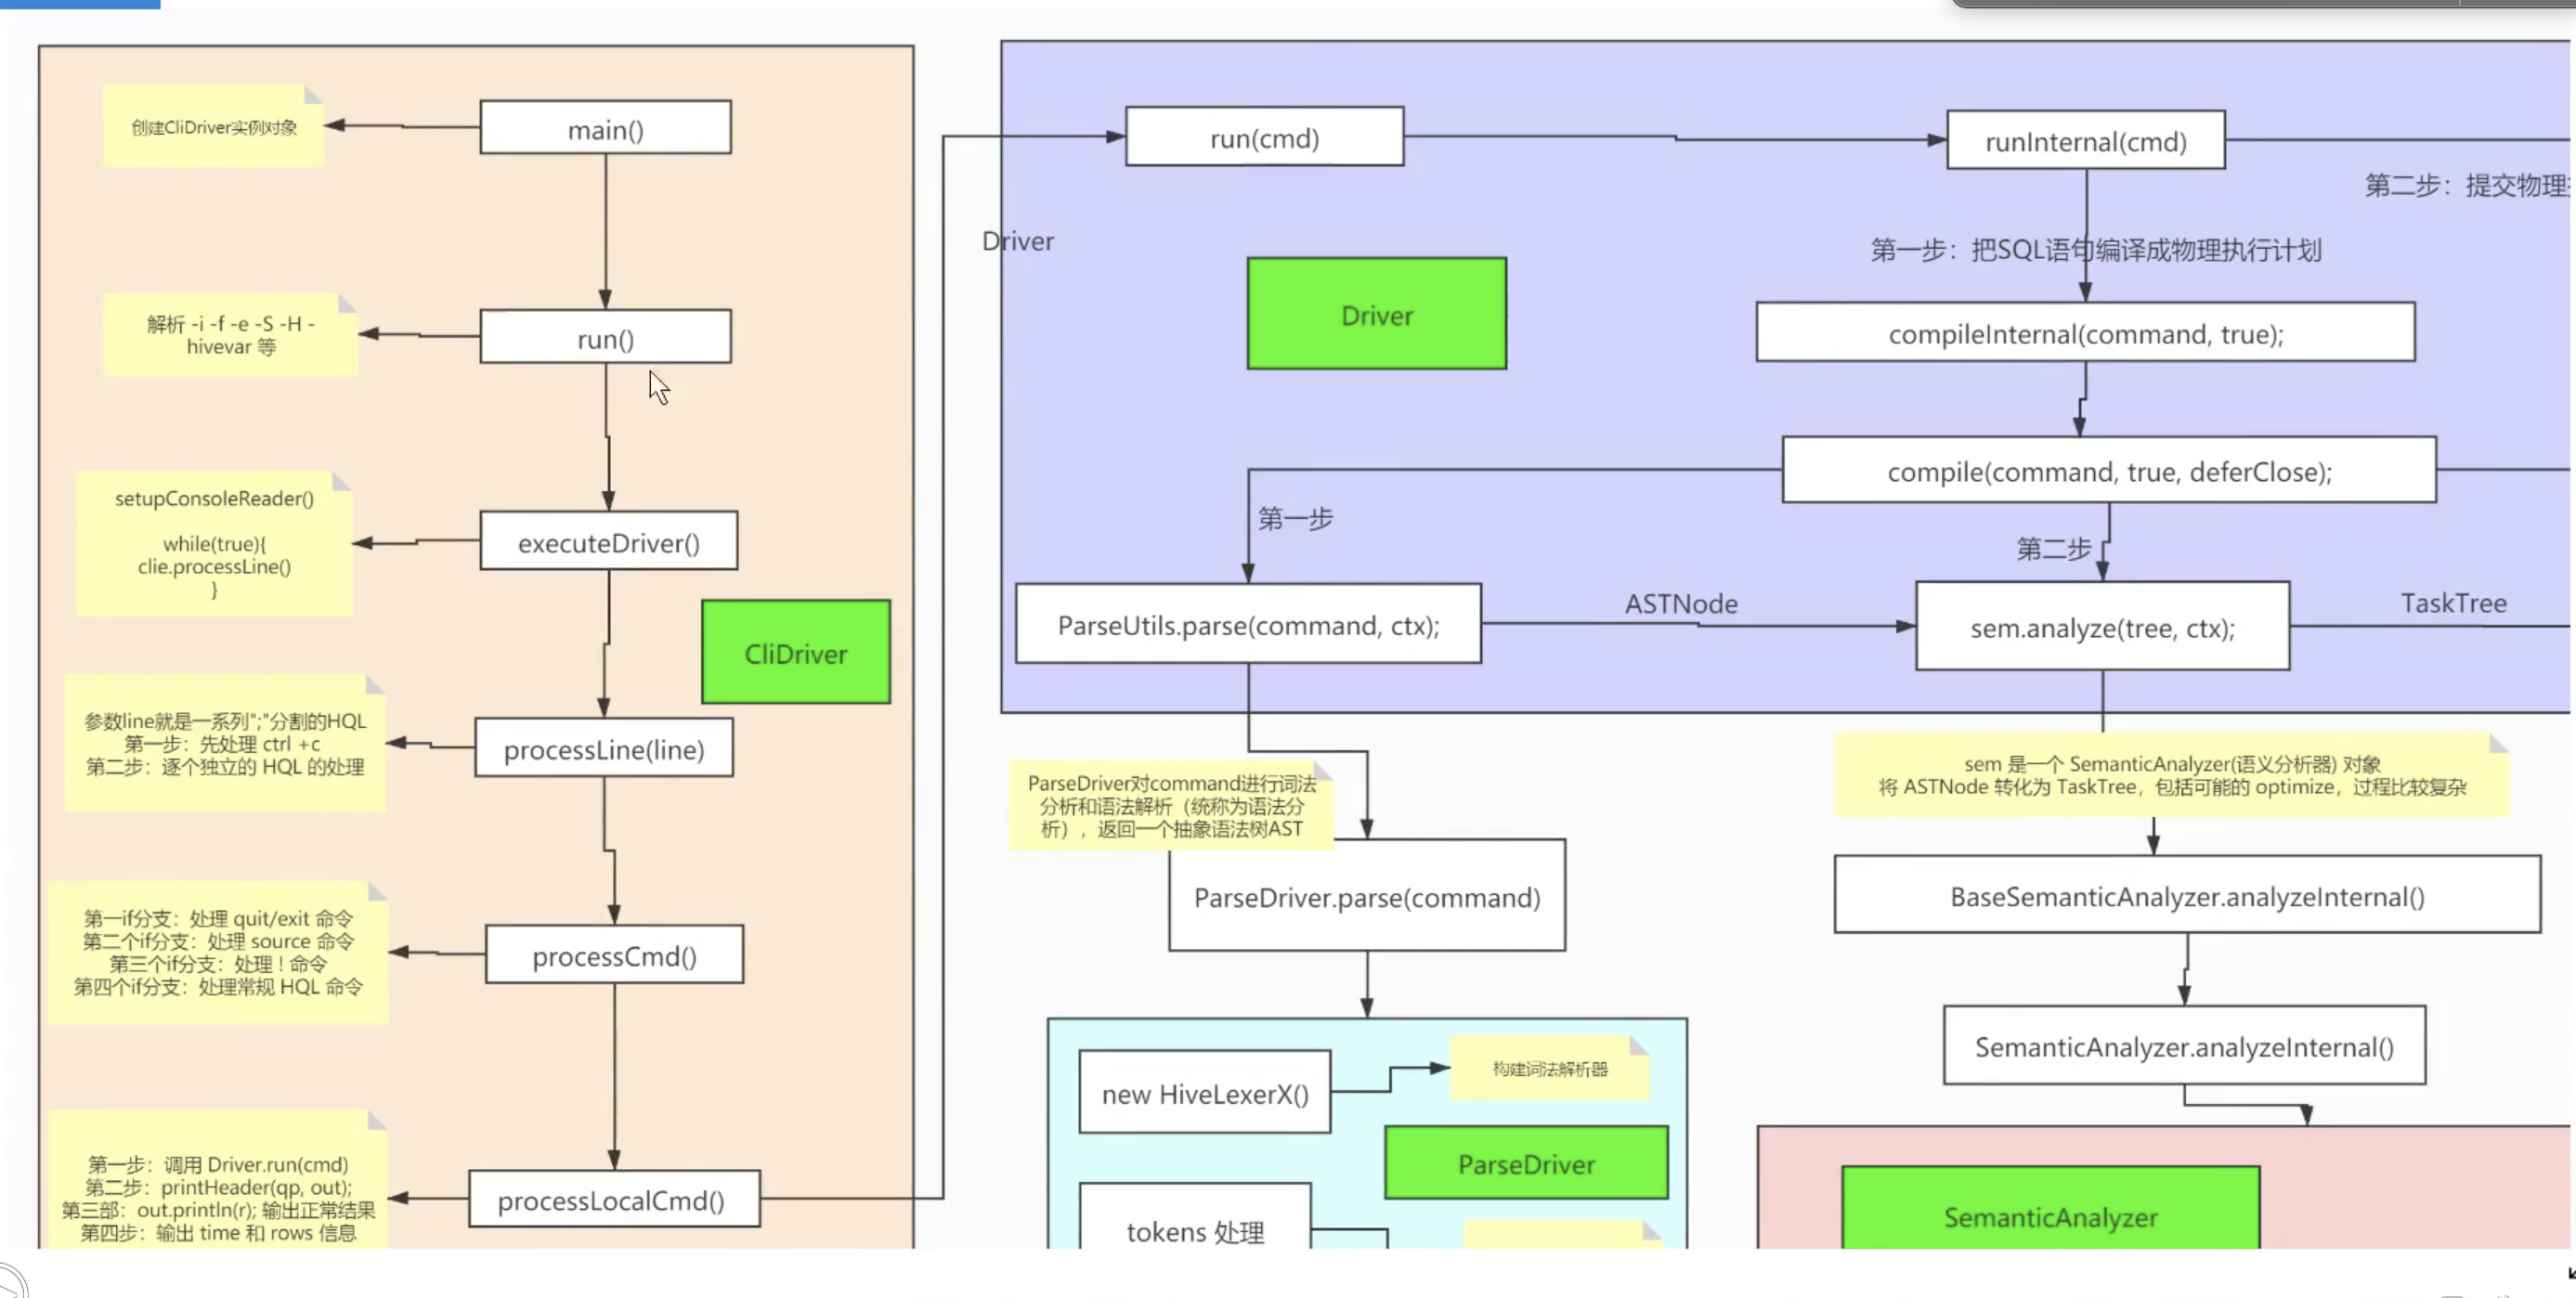 创建CliDriver实例对象
main()
解析 -i -f -e -S -H -
hivevar 等
run()
setupConsoleReader()
while(true){
clie.processLine()
}
executeDriver()
CliDriver
参数line就是一系列";"分割的HQL
第一步：先处理 ctrl +c
第二步：逐个独立的 HQL 的处理
processLine(line)
第一if分支：处理 quit/exit 命令
第二个if分支：处理 source 命令
第三个if分支：处理 ! 命令
第四个if分支：处理常规 HQL 命令
processCmd()
第一步：调用 Driver.run(cmd)
第二步：printHeader(qp, out);
第三部：out.println(r); 输出正常结果
第四步：输出 time 和 rows 信息
processLocalCmd()
run(cmd)
runInternal(cmd)
第二步：提交物理
Driver
第一步：把SQL语句编译成物理执行计划
Driver
compileInternal(command, true);
compile(command, true, deferClose);
第一步
第二步
ParseUtils.parse(command, ctx);
ASTNode
sem.analyze(tree, ctx);
TaskTree
ParseDriver对command进行词法
分析和语法解析（统称为语法分
析），返回一个抽象语法树AST
ParseDriver.parse(command)
sem 是一个 SemanticAnalyzer(语义分析器) 对象
将 ASTNode 转化为 TaskTree，包括可能的 optimize，过程比较复杂
BaseSemanticAnalyzer.analyzeInternal()
SemanticAnalyzer.analyzeInternal()
new HiveLexerX()
构建词法解析器
ParseDriver
tokens 处理
SemanticAnalyzer